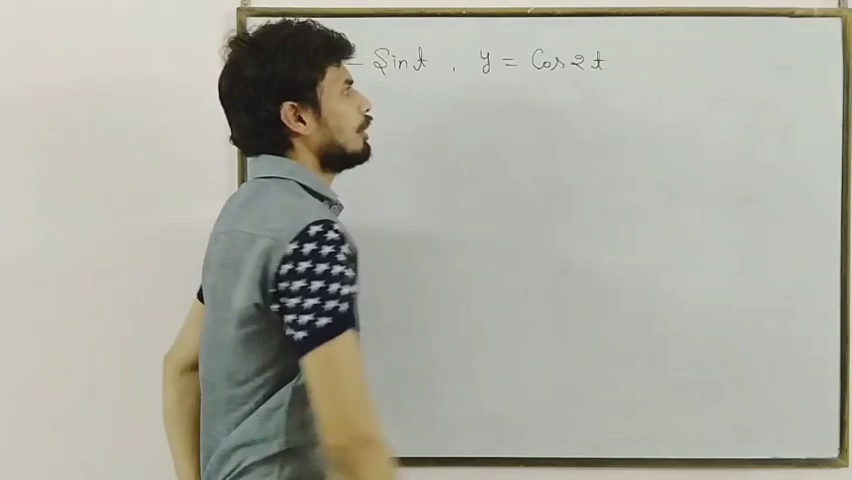 - Sint , y = Cos2t